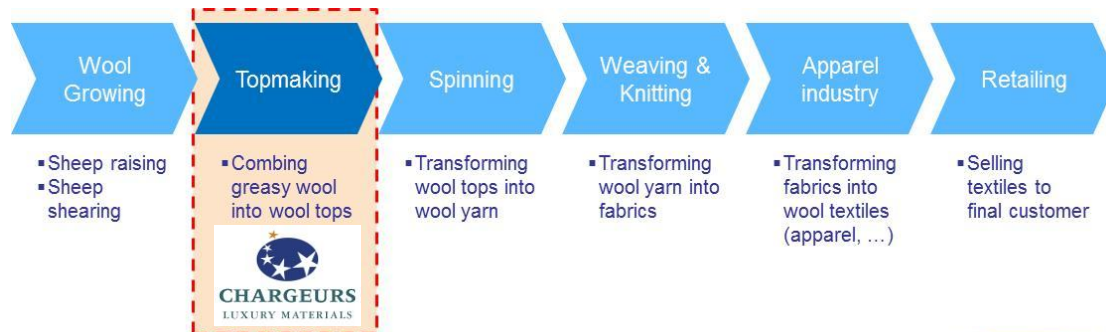 Wool
Growing
Topmaking
Spinning
Weaving &
Knitting
Apparel
industry
Retailing
▪Sheep raising
▪Sheep
shearing
▪Combing
greasy wool
into wool tops
▪Transforming
wool tops into
wool yarn
▪Transforming
wool yarn into
fabrics
▪Transforming
fabrics into
wool textiles
(apparel, …)
▪Selling
textiles to
final customer
CHARGEURS
LUXURY MATERIALS